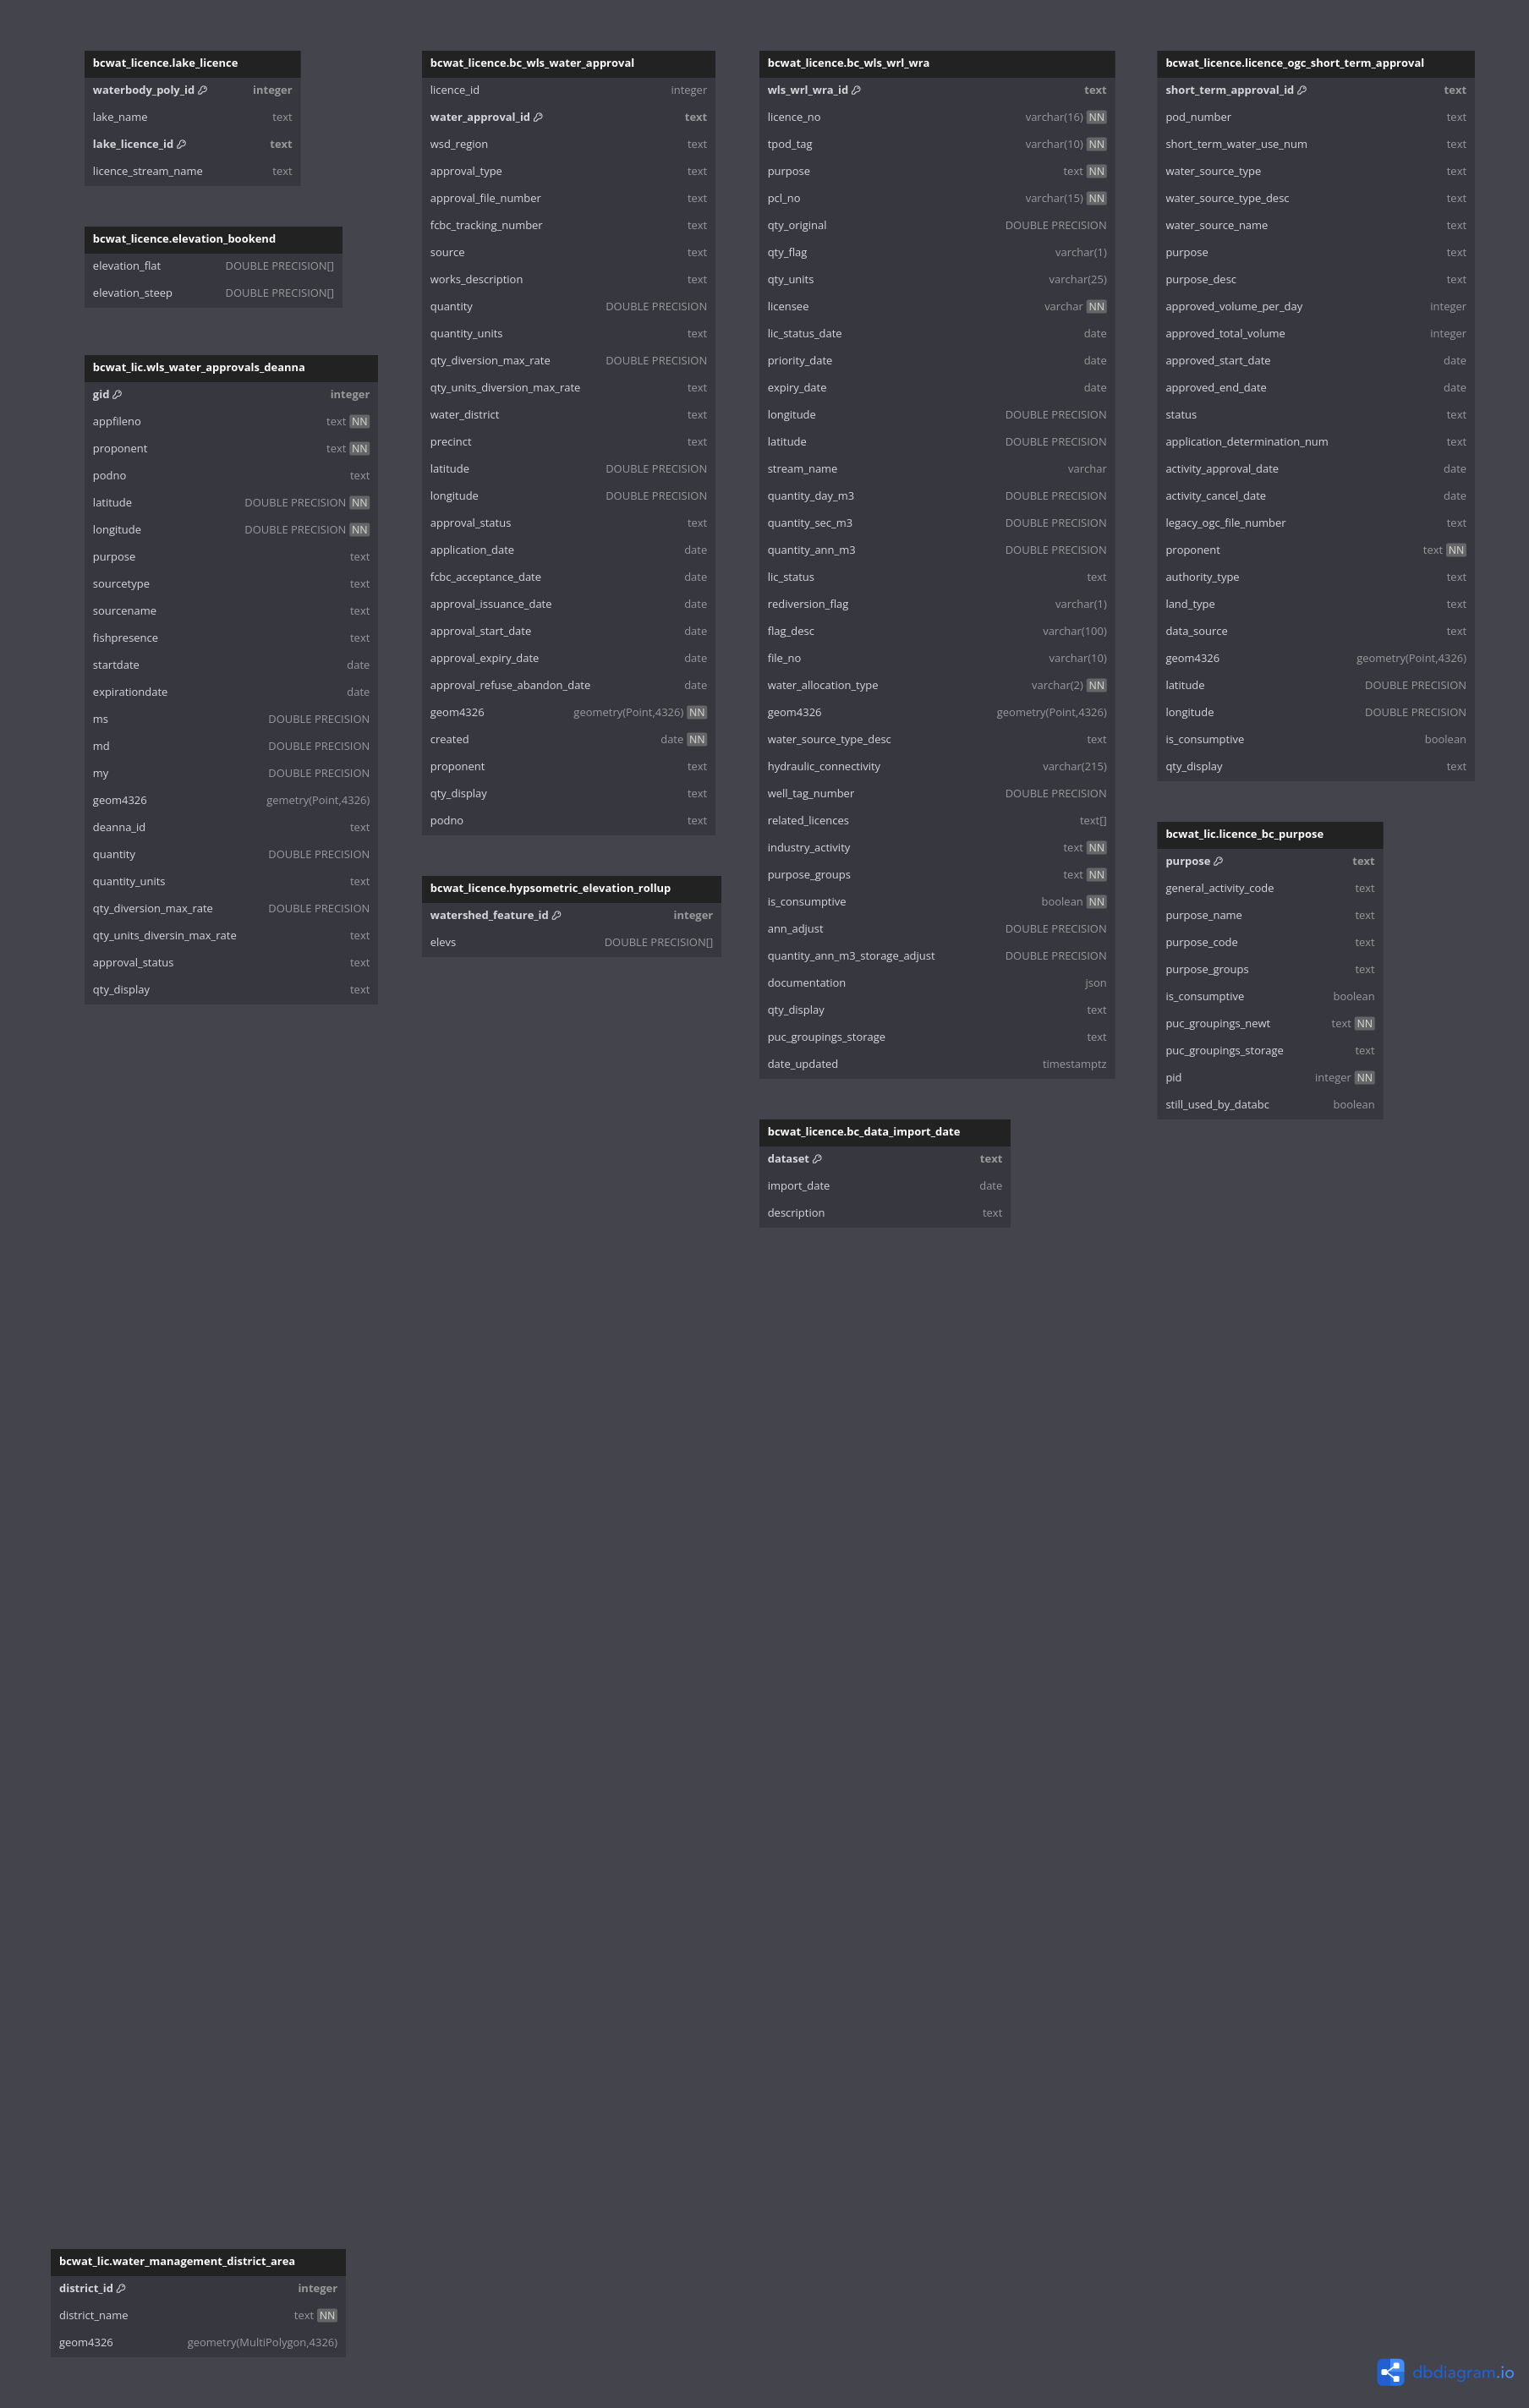 bcwat_licence.lake_licence
waterbody_poly_id integer
lake_name text
lake_licence_id text
licence_stream_name text
bcwat_licence.elevation_bookend
elevation_flat DOUBLE PRECISION[]
elevation_steep DOUBLE PRECISION[]
bcwat_lic.wls_water_approvals_deanna
gid integer
appfileno text NN
proponent text NN
podno text
latitude DOUBLE PRECISION NN
longitude DOUBLE PRECISION NN
purpose text
sourcetype text
sourcename text
fishpresence text
startdate date
expirationdate date
ms DOUBLE PRECISION
md DOUBLE PRECISION
my DOUBLE PRECISION
geom4326 gemetry(Point,4326)
deanna_id text
quantity DOUBLE PRECISION
quantity_units text
qty_diversion_max_rate DOUBLE PRECISION
qty_units_diversin_max_rate text
approval_status text
qty_display text
bcwat_licence.bc_wls_water_approval
licence_id integer
water_approval_id text
wsd_region text
approval_type text
approval_file_number text
fcbc_tracking_number text
source text
works_description text
quantity DOUBLE PRECISION
quantity_units text
qty_diversion_max_rate DOUBLE PRECISION
qty_units_diversion_max_rate text
water_district text
precinct text
latitude DOUBLE PRECISION
longitude DOUBLE PRECISION
approval_status text
application_date date
fcbc_acceptance_date date
approval_issuance_date date
approval_start_date date
approval_expiry_date date
approval_refuse_abandon_date date
geom4326 geometry(Point,4326) NN
created date NN
proponent text
qty_display text
podno text
bcwat_licence.hypsometric_elevation_rollup
watershed_feature_id integer
elevs DOUBLE PRECISION[]
bcwat_licence.bc_wls_wrl_wra
wls_wrl_wra_id text
licence_no varchar(16) NN
tpod_tag varchar(10) NN
purpose text NN
pcl_no varchar(15) NN
qty_original DOUBLE PRECISION
qty_flag varchar(1)
qty_units varchar(25)
licensee varchar NN
lic_status_date date
priority_date date
expiry_date date
longitude DOUBLE PRECISION
latitude DOUBLE PRECISION
stream_name varchar
quantity_day_m3 DOUBLE PRECISION
quantity_sec_m3 DOUBLE PRECISION
quantity_ann_m3 DOUBLE PRECISION
lic_status text
rediversion_flag varchar(1)
flag_desc varchar(100)
file_no varchar(10)
water_allocation_type varchar(2) NN
geom4326 geometry(Point,4326)
water_source_type_desc text
hydraulic_connectivity varchar(215)
well_tag_number DOUBLE PRECISION
related_licences text[]
industry_activity text NN
purpose_groups text NN
is_consumptive boolean NN
ann_adjust DOUBLE PRECISION
quantity_ann_m3_storage_adjust DOUBLE PRECISION
documentation json
qty_display text
puc_groupings_storage text
date_updated timestamptz
bcwat_licence.bc_data_import_date
dataset text
import_date date
description text
bcwat_licence.licence_ogc_short_term_approval
short_term_approval_id text
pod_number text
short_term_water_use_num text
water_source_type text
water_source_type_desc text
water_source_name text
purpose text
purpose_desc text
approved_volume_per_day integer
approved_total_volume integer
approved_start_date date
approved_end_date date
status text
application_determination_num text
activity_approval_date date
activity_cancel_date date
legacy_ogc_file_number text
proponent text NN
authority_type text
land_type text
data_source text
geom4326 geometry(Point,4326)
latitude DOUBLE PRECISION
longitude DOUBLE PRECISION
is_consumptive boolean
qty_display text
bcwat_lic.licence_bc_purpose
purpose text
general_activity_code text
purpose_name text
purpose_code text
purpose_groups text
is_consumptive boolean
puc_groupings_newt text NN
puc_groupings_storage text
pid integer NN
still_used_by_databc boolean
bcwat_lic.water_management_district_area
district_id integer
district_name text NN
geom4326 geometry(MultiPolygon,4326)
dbdiagram.io